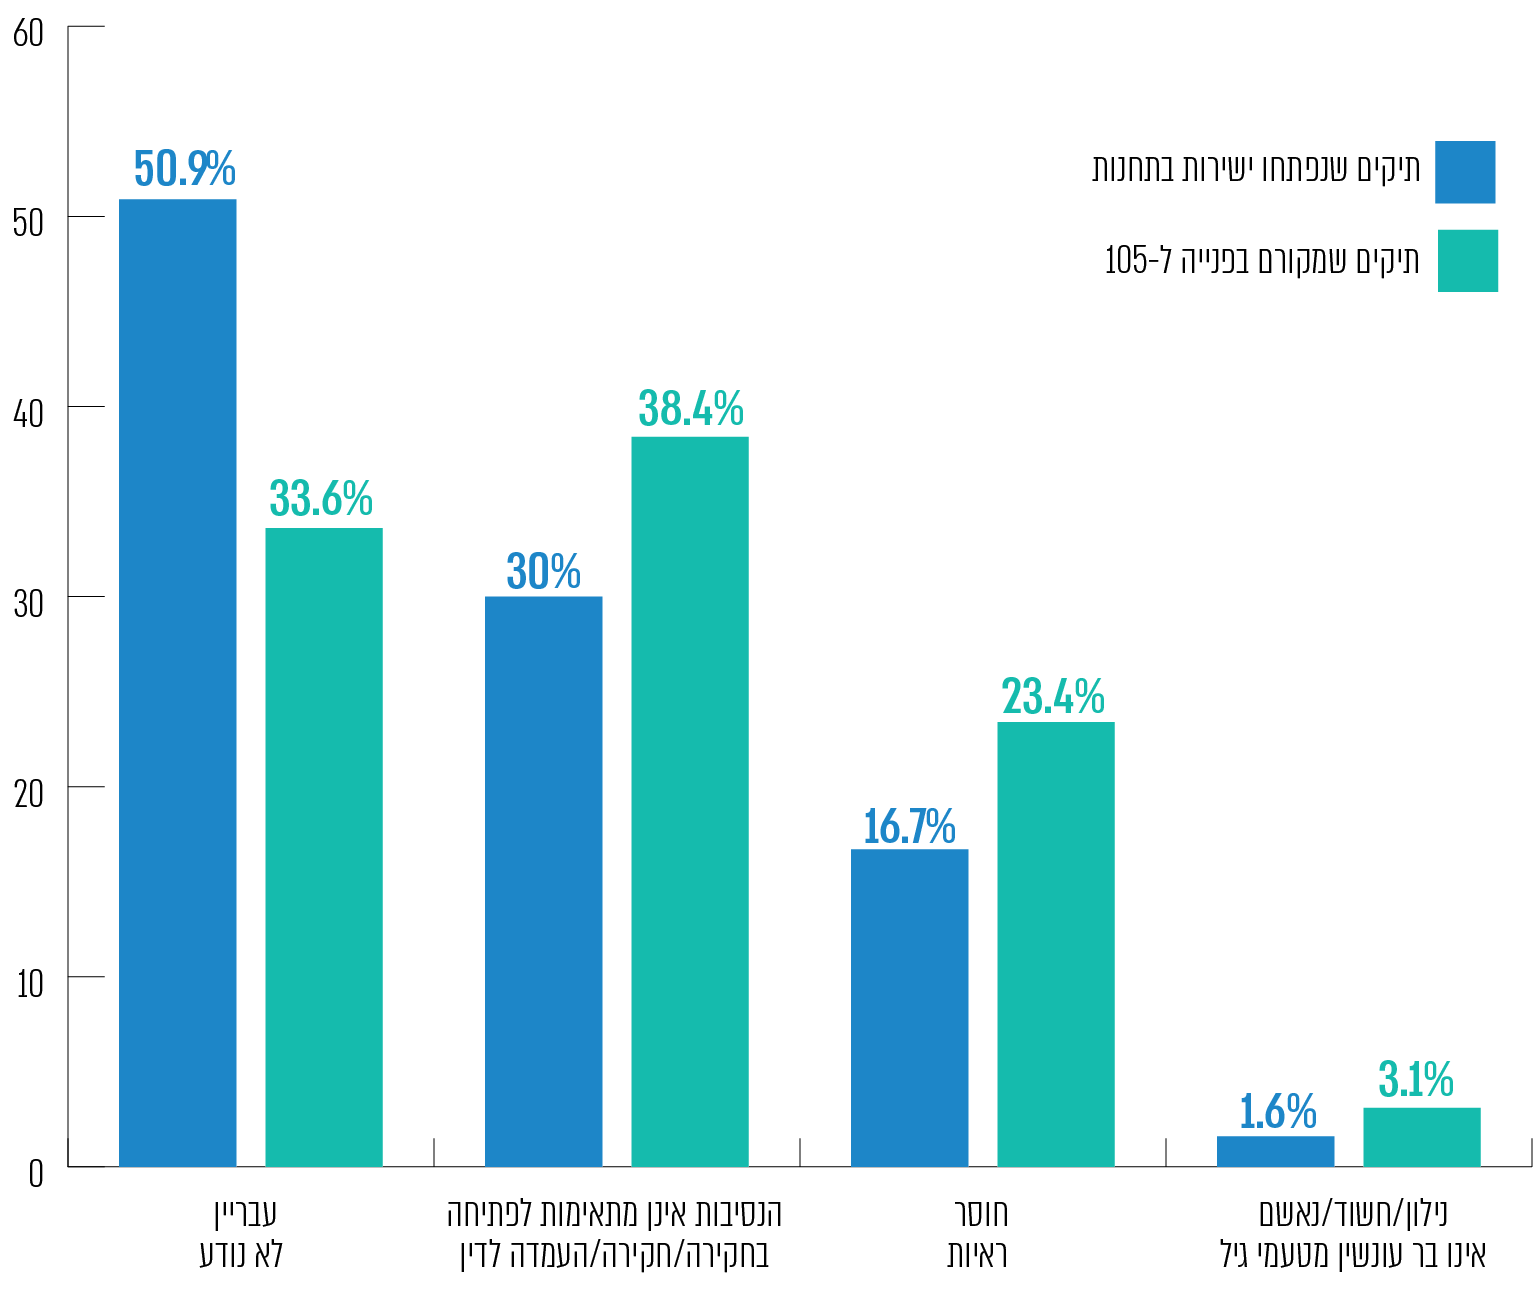 60
50
40
30
20
10
0
תיקים שנפתחו ישירות בתחנות
תיקים שמקורם בפנייה ל-105
50.9%
33.6%
30%
38.4%
16.7%
23.4%
1.6%
3.1%
עבריין
לא נודע
הנסיבות אינן מתאימות לפתיחה
בחקירה/חקירה/העמדה לדין
חוסר
ראיות
נילון/חשוד/נאשם
אינו בר עונשין מטעמי גיל